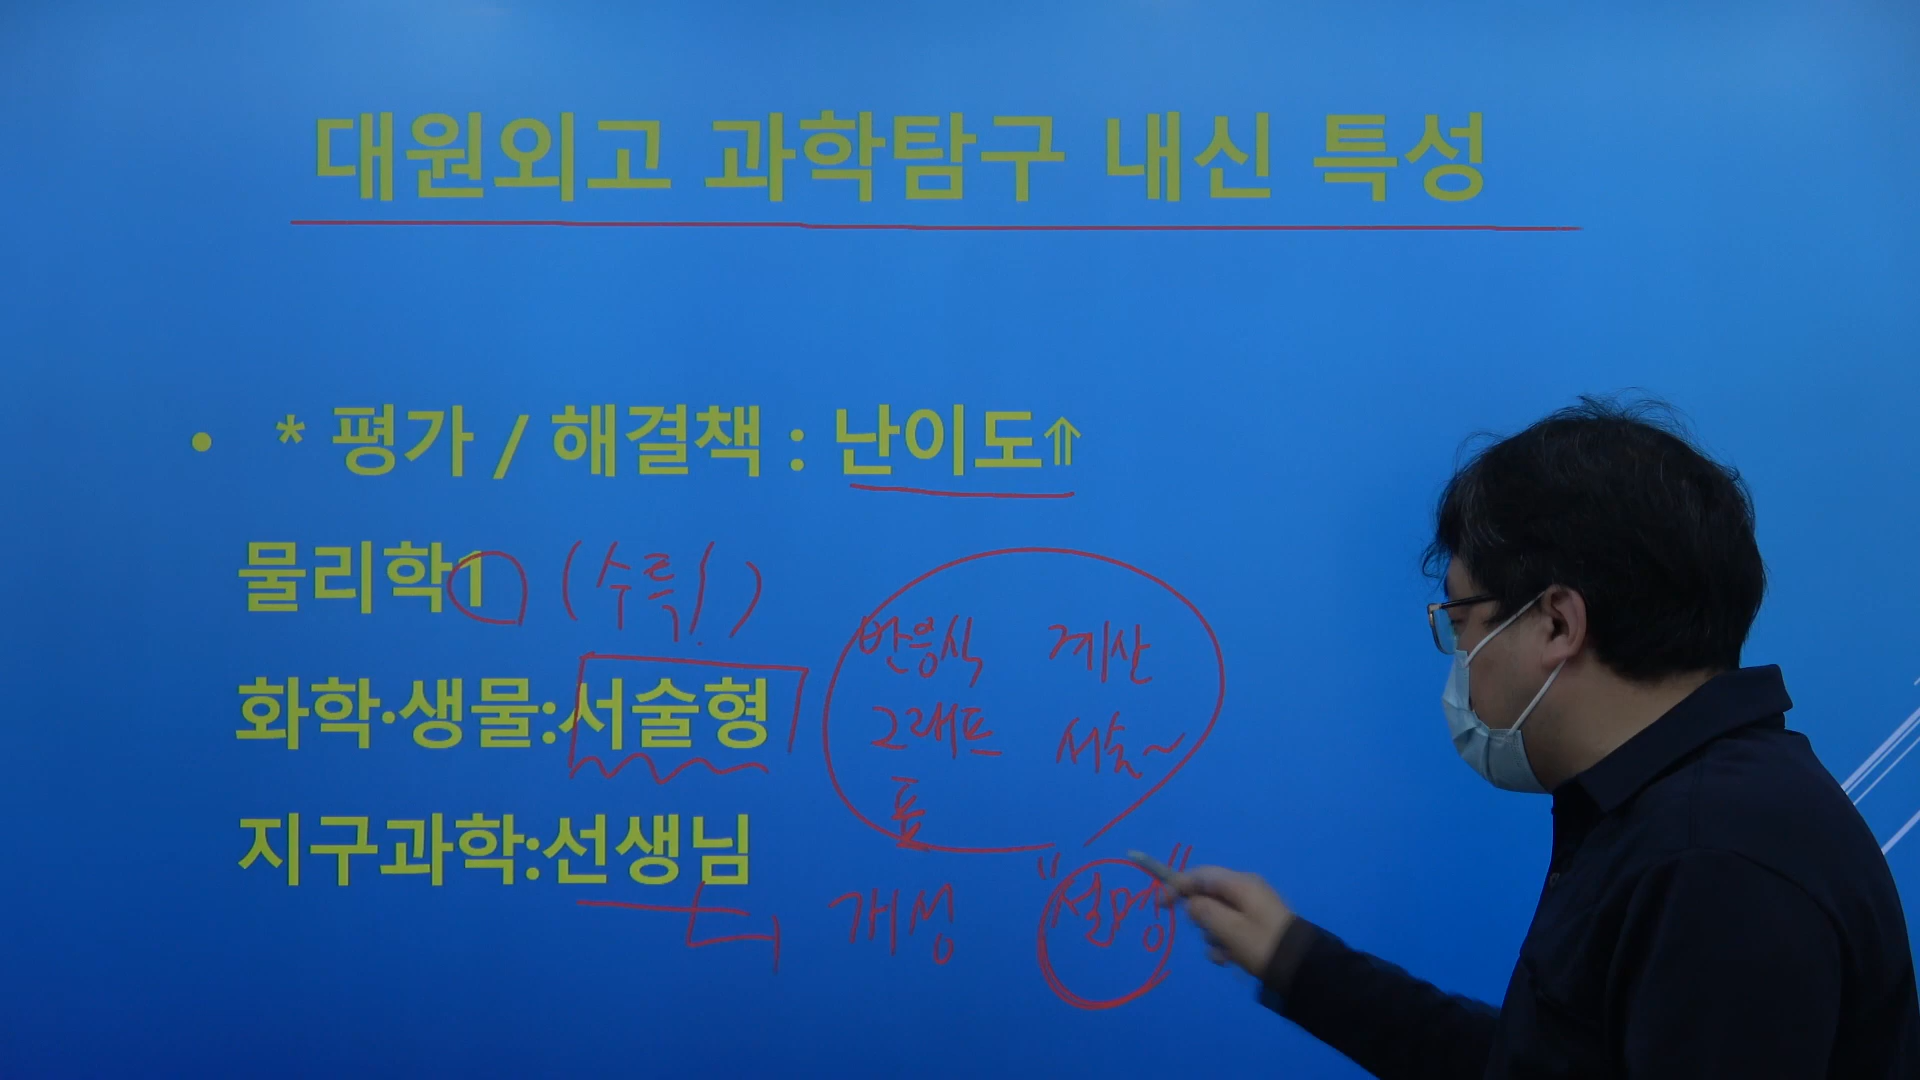 대원외고 과학탐구 내신 특성
• * 평가 / 해결책 : 난이도⇑
물리학1 (수특!)
반응식 계산
화학·생물:서술형
그래프 서술~
표
지구과학:선생님
개성 "설명"